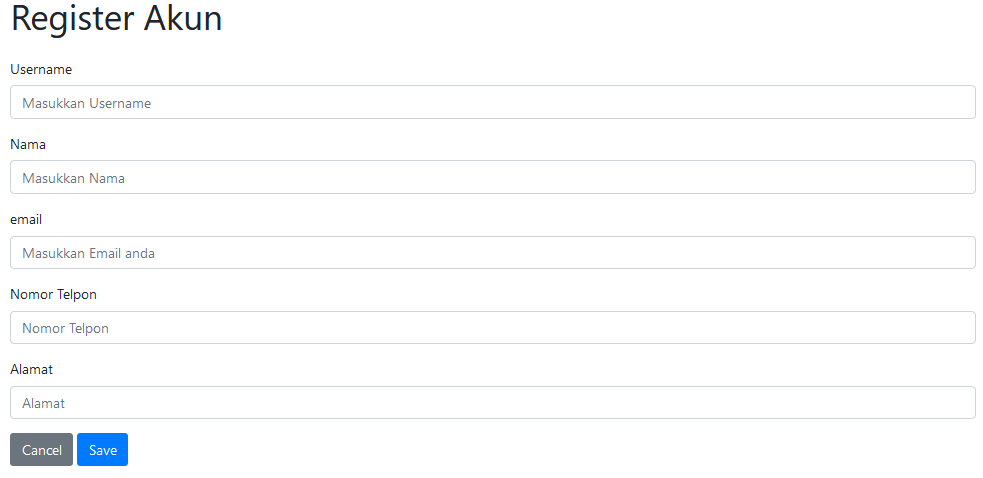 Register Akun
Username
Masukkan Username
Nama
Masukkan Nama
email
Masukkan Email anda
Nomor Telpon
Nomor Telpon
Alamat
Alamat
Cancel Save